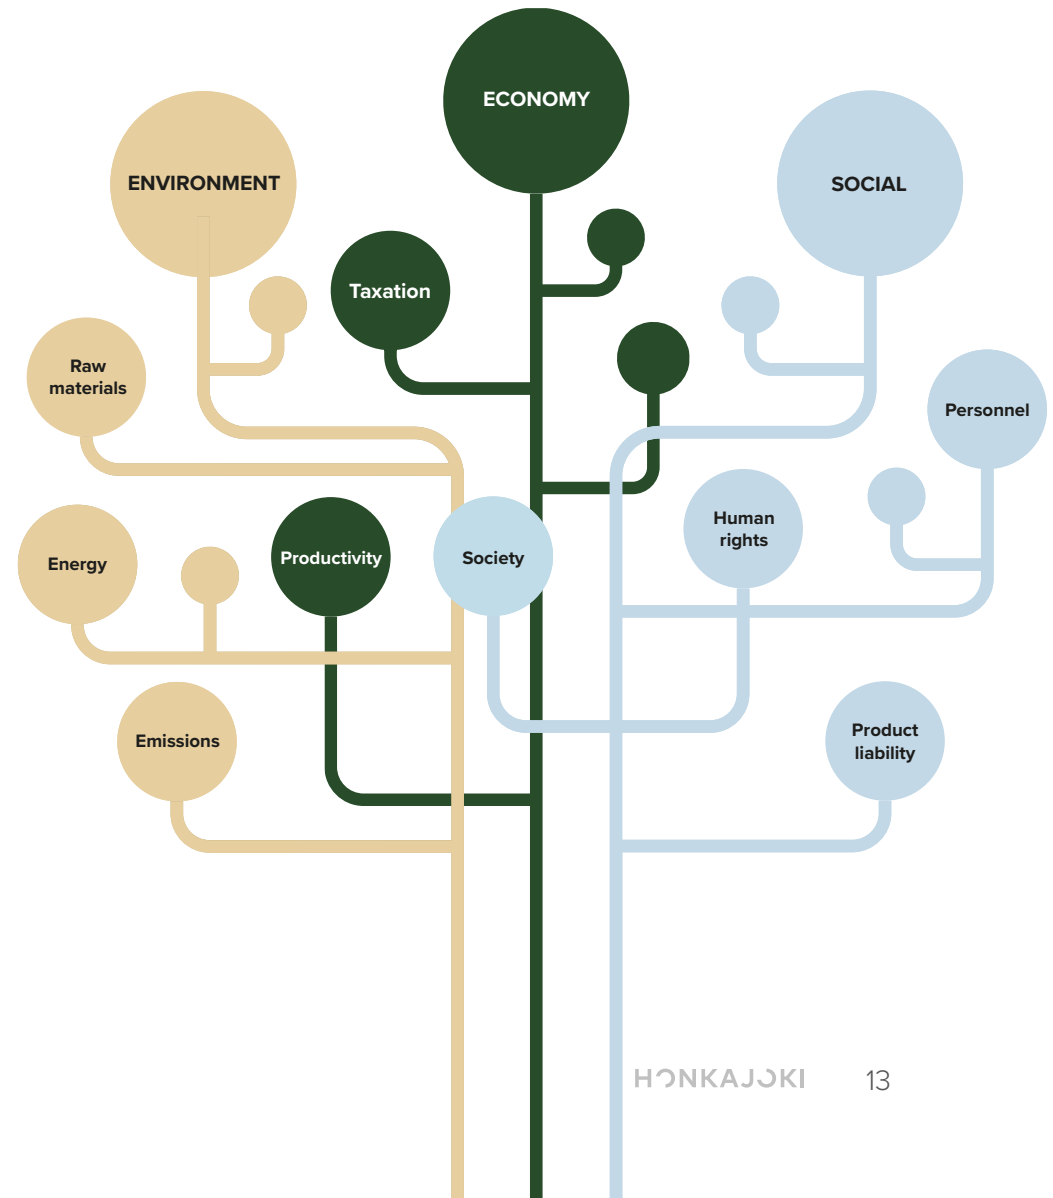 ECONOMY
ENVIRONMENT
SOCIAL
Taxation
Raw
materials
Personnel
Human
rights
Energy
Productivity
Society
Emissions
Product
liability
HONKAJOKI
13